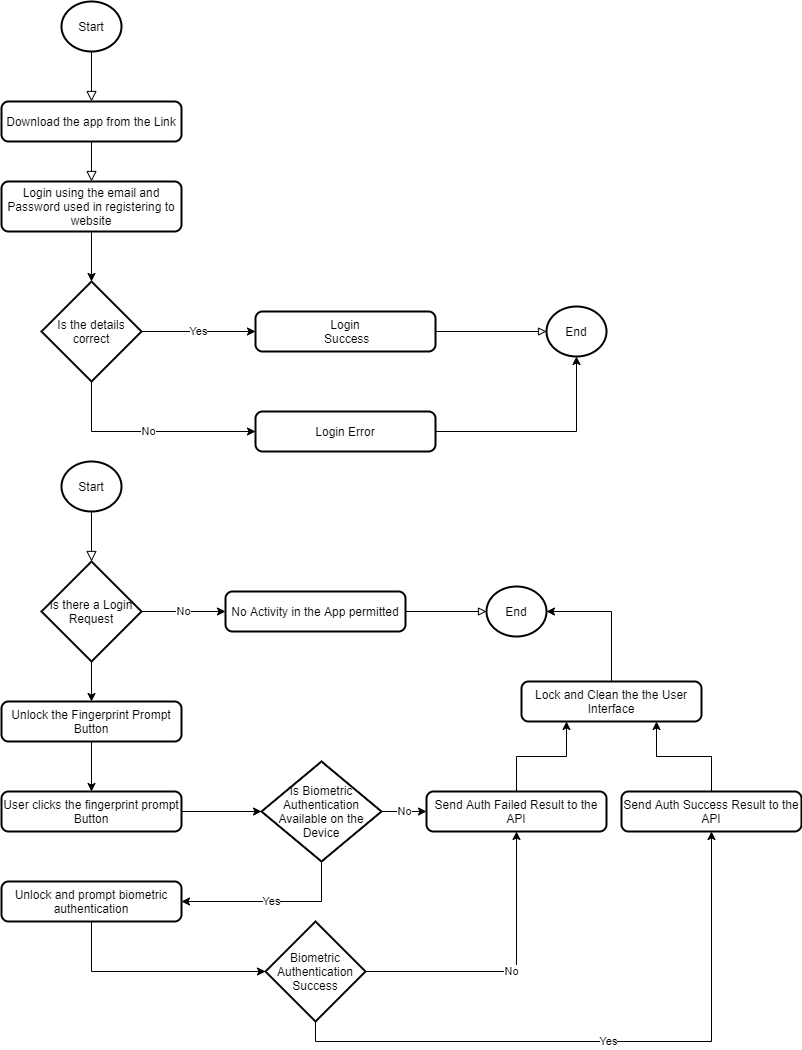 Start
Download the app from the Link
Login using the email and
Password used in registering to
website
Is the details
correct
Yes
Login
Success
End
No
Login Error
Start
Is there a Login
Request
No
No Activity in the App permitted
End
Lock and Clean the the User
Interface
Unlock the Fingerprint Prompt
Button
User clicks the fingerprint prompt
Button
Is Biometric
Authentication
Available on the
Device
No
Send Auth Failed Result to the
API
Send Auth Success Result to the
API
Yes
Unlock and prompt biometric
authentication
Biometric
Authentication
Success
No
Yes